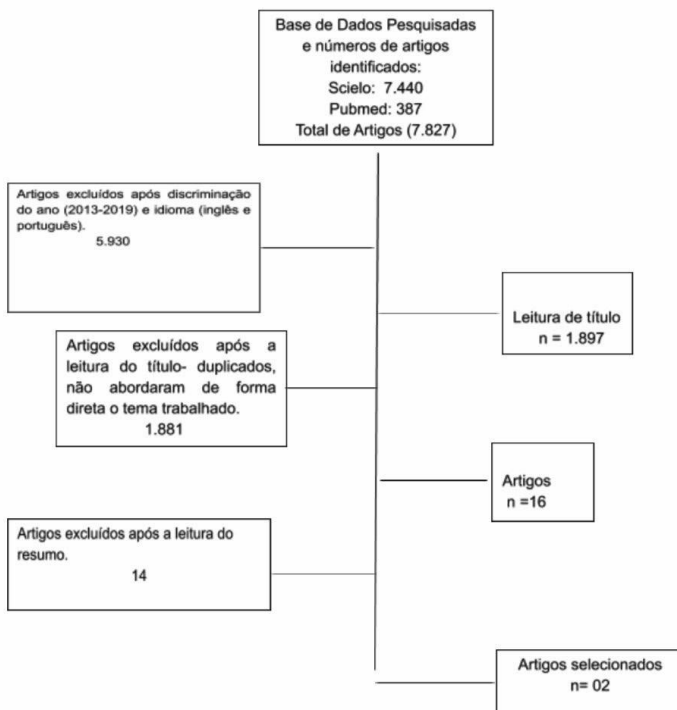 Base de Dados Pesquisadas
e números de artigos
identificados:
Scielo: 7.440
Pubmed: 387
Total de Artigos (7.827)
Artigos excluídos após discriminação
do ano (2013-2019) e idioma (inglês e
português).
5.930
Leitura de título
n = 1.897
Artigos excluídos após a
leitura do título- duplicados,
não abordaram de forma
direta o tema trabalhado.
1.881
Artigos
n =16
Artigos excluídos após a leitura do
resumo.
14
Artigos selecionados
n= 02